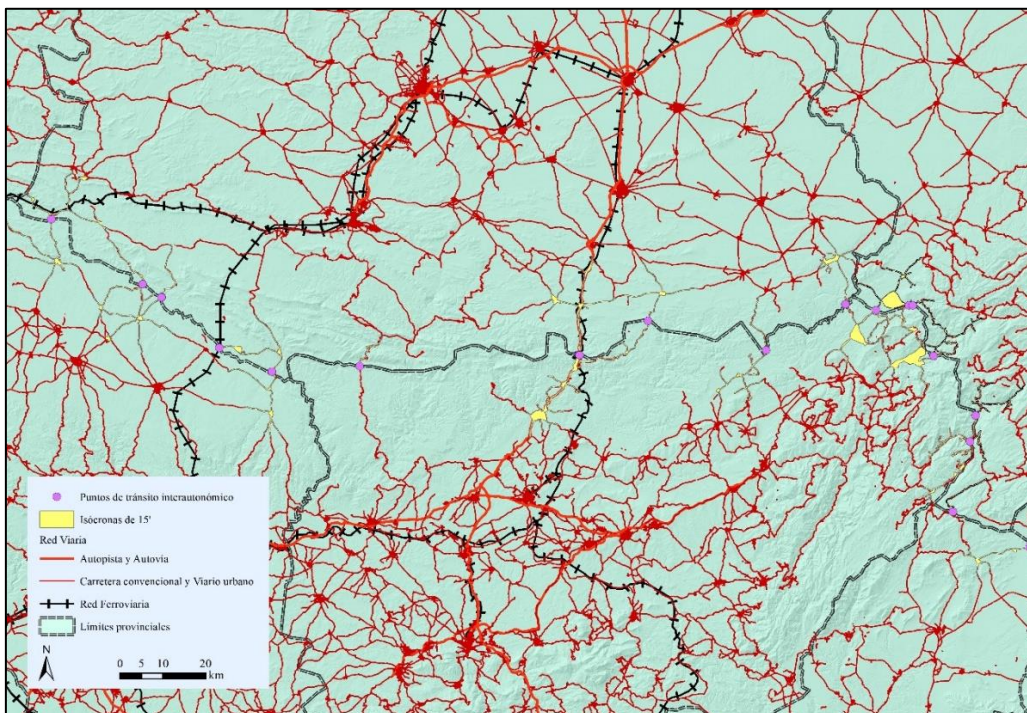 Puntos de tránsito interautonómico
Isócronas de 15'
Red Viaria
Autopista y Autovía
Carretera convencional y Viario urbano
Red Ferroviaria
Límites provinciales
N
0 5 10 20
km